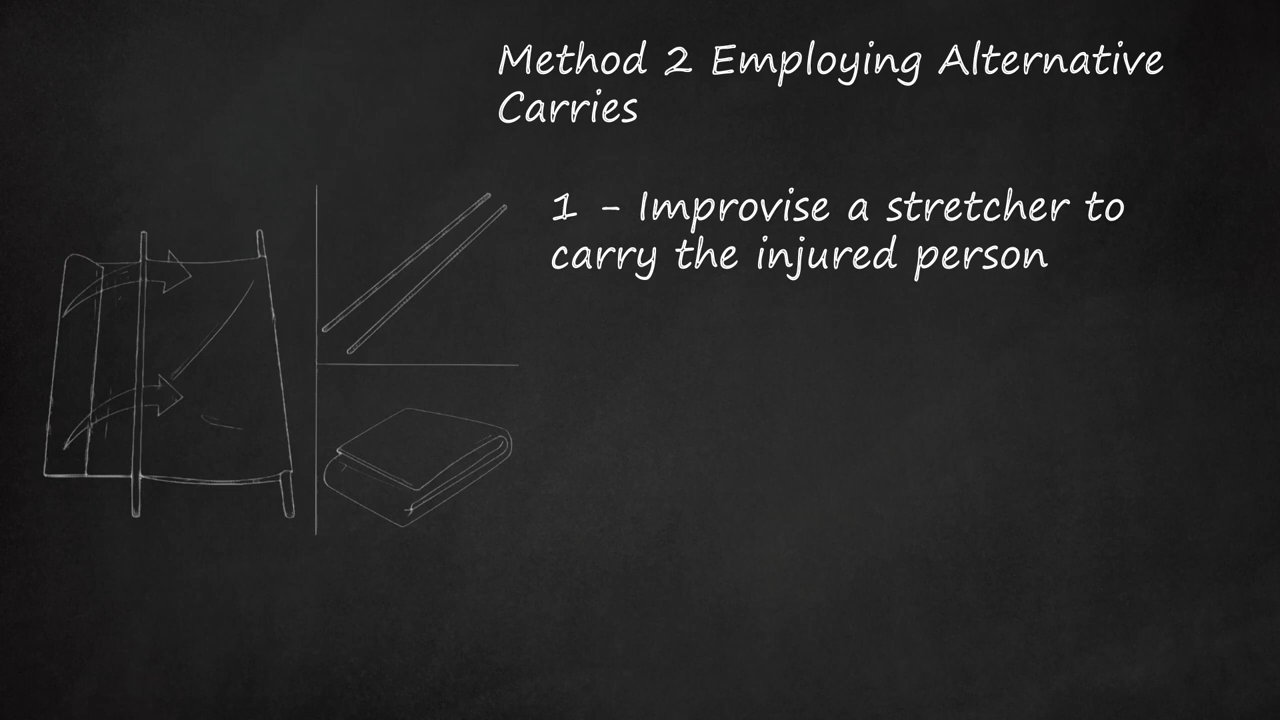 Method 2 Employing Alternative
Carries
1 - Improvise a stretcher to
carry the injured person